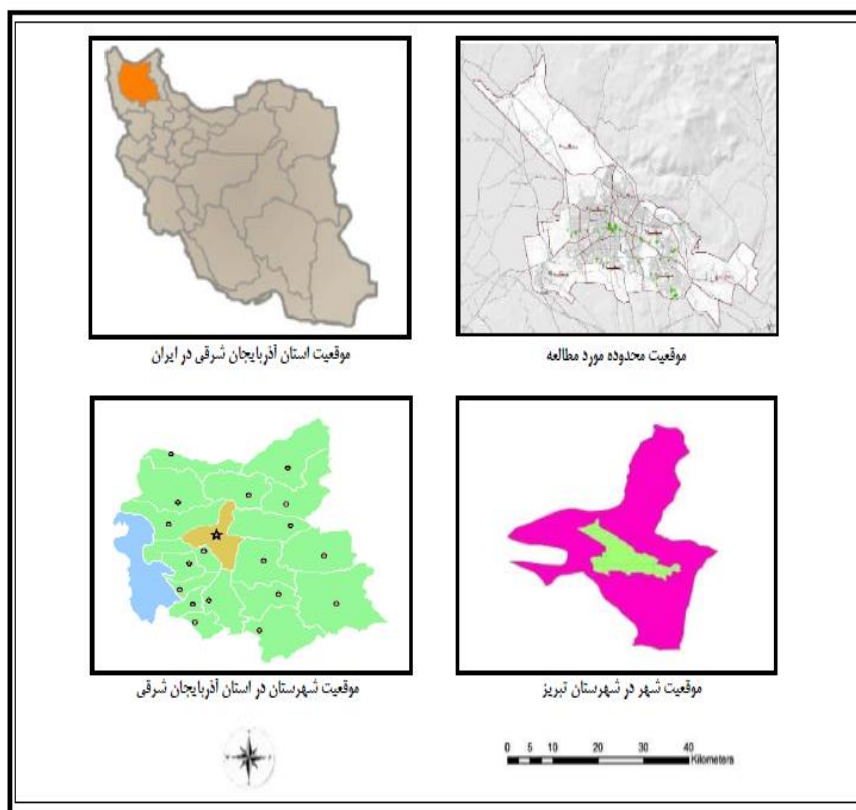 موقعیت استان آذربایجان شرقی در ایران
موقعیت محدوده مورد مطالعه
موقعیت شهرستان در استان آذربایجان شرقی
موقعیت شهر در شهرستان تبریز
0 5 10 20 30 40
Kilometers